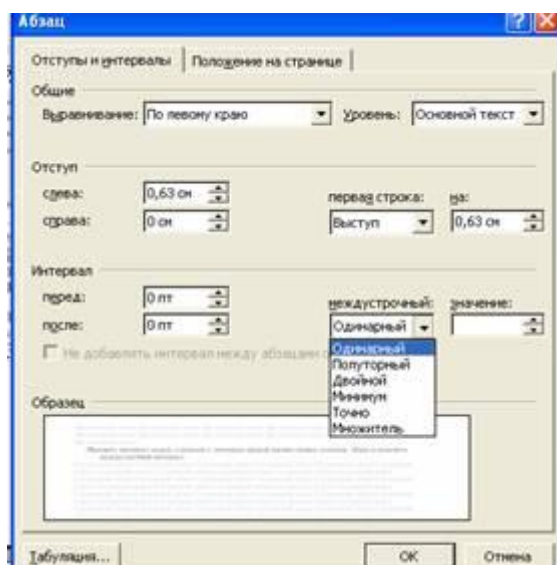 Абзац
Отступы и интервалы Положение на странице
Общие
Выравнивание: По левому краю Уровень: Основной текст
Отступ
слева: 0,63 см первая строка: на:
справа: 0 см Выступ 0,63 см
Интервал
перед: 0 пт междустрочный: значение:
после: 0 пт Одинарный
Не добавлять интервал между абзацами
Одинарный
Полуторный
Двойной
Минимум
Точно
Множитель
Образец
Табуляция... ОК Отмена